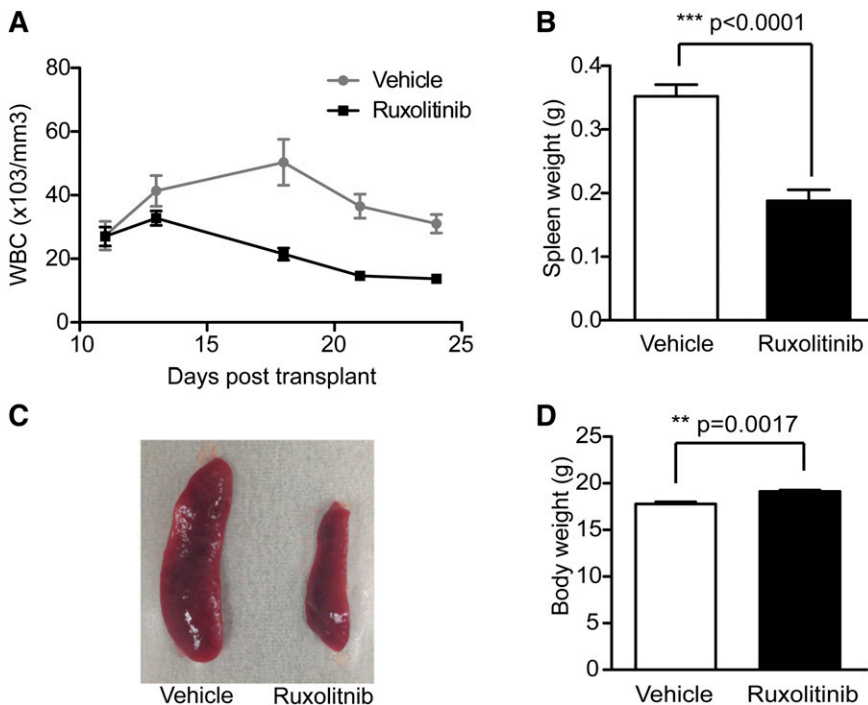 A
WBC (x103/mm3)
80
60
40
20
0
10
15
20
25
Days post transplant
Vehicle
Ruxolitinib
B
*** p<0.0001
Spleen weight (g)
0.4
0.3
0.2
0.1
0.0
Vehicle
Ruxolitinib
C
Vehicle
Ruxolitnib
D
** p=0.0017
Body weight (g)
25
20
15
10
5
0
Vehicle
Ruxolitinib